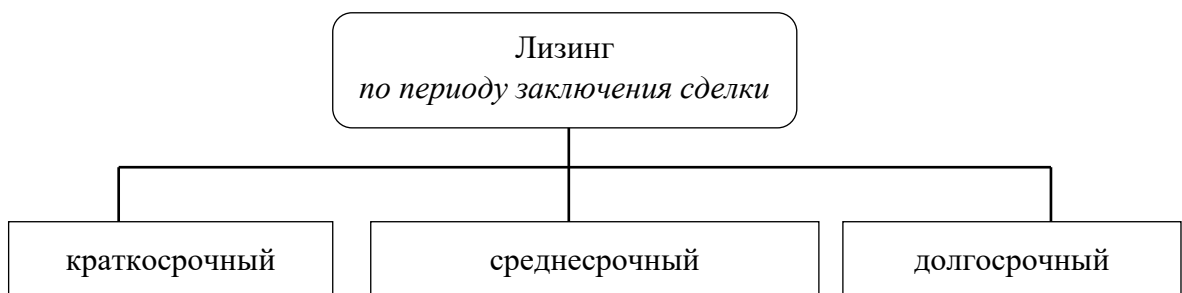 Лизинг
по периоду заключения сделки
краткосрочный
среднесрочный
долгосрочный